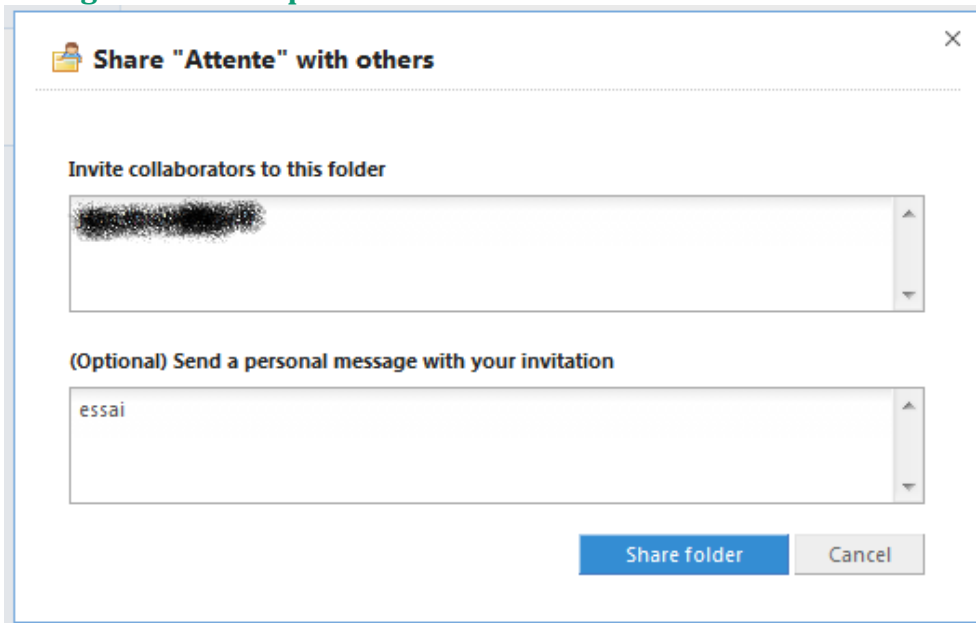 Share "Attente" with others
Invite collaborators to this folder
(Optional) Send a personal message with your invitation
essai
Share folder
Cancel